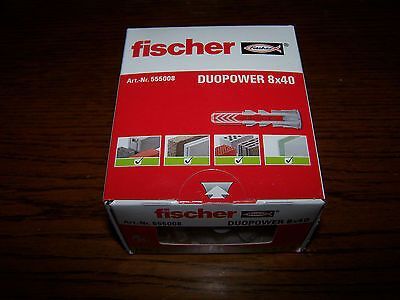 fischer
Art.-Nr. 555008 DUOPOWER 8x40
fischer
Art.-Nr. 555008 DUOPOWER 8x40